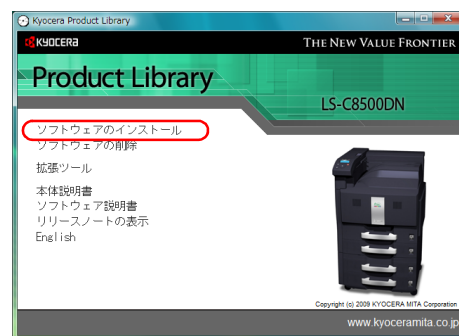 Kyocera Product Library
KYOCERA
THE NEW VALUE FRONTIER
Product Library
LS-C8500DN
ソフトウェアのインストール
ソフトウェアの削除
拡張ツール
本体説明書
ソフトウェア説明書
リリースノートの表示
English
Copyright (c) 2009 KYOCERA MITA Corporation
www.kyoceramita.co.jp